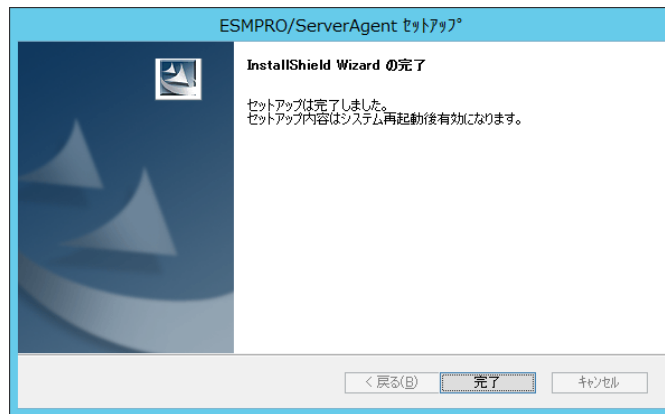 ESMPRO/ServerAgent ｾｯﾄｱｯﾌﾟ
InstallShield Wizard の完了
セットアップは完了しました。
セットアップ内容はシステム再起動後有効になります。
< 戻る(B)
完了
ｷｬﾝｾﾙ